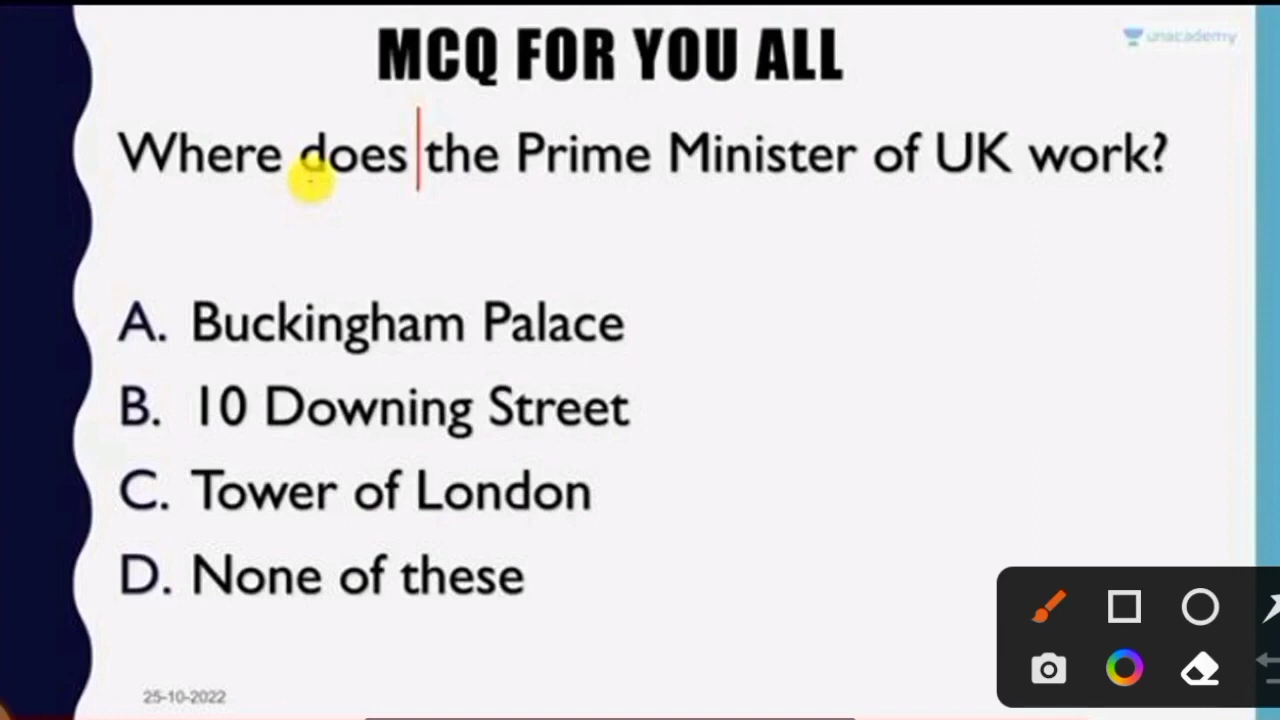 MCQ FOR YOU ALL
unacademy
Where does the Prime Minister of UK work?
A. Buckingham Palace
B. 10 Downing Street
C. Tower of London
D. None of these
25-10-2022